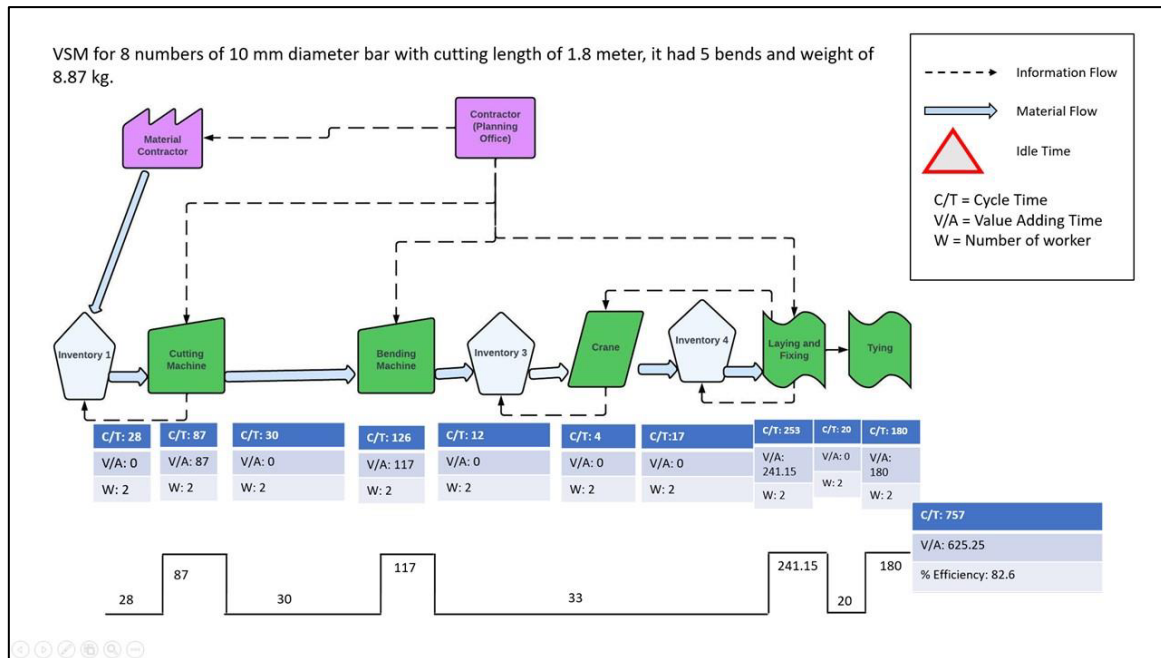 VSM for 8 numbers of 10 mm diameter bar with cutting length of 1.8 meter, it had 5 bends and weight of
8.87 kg.
Information Flow
Material Flow
Idle Time
C/T = Cycle Time
V/A = Value Adding Time
W = Number of worker
Material
Contractor
Contractor
(Planning
Office)
Inventory 1
Cutting
Machine
Bending
Machine
Inventory 3
Crane
Inventory 4
Laying and
Fixing
Tying
C/T: 28
V/A: 0
W: 2
C/T: 87
V/A: 87
W: 2
C/T: 30
V/A: 0
W: 2
C/T: 126
V/A: 117
W: 2
C/T: 12
V/A: 0
W: 2
C/T: 4
V/A: 0
W: 2
C/T:17
V/A: 0
W: 2
C/T: 253
V/A:
241.15
W: 2
C/T: 20
V/A: 0
W: 2
C/T: 180
V/A:
180
W: 2
C/T: 757
V/A: 625.25
% Efficiency: 82.6
28
87
30
117
33
241.15
20
180